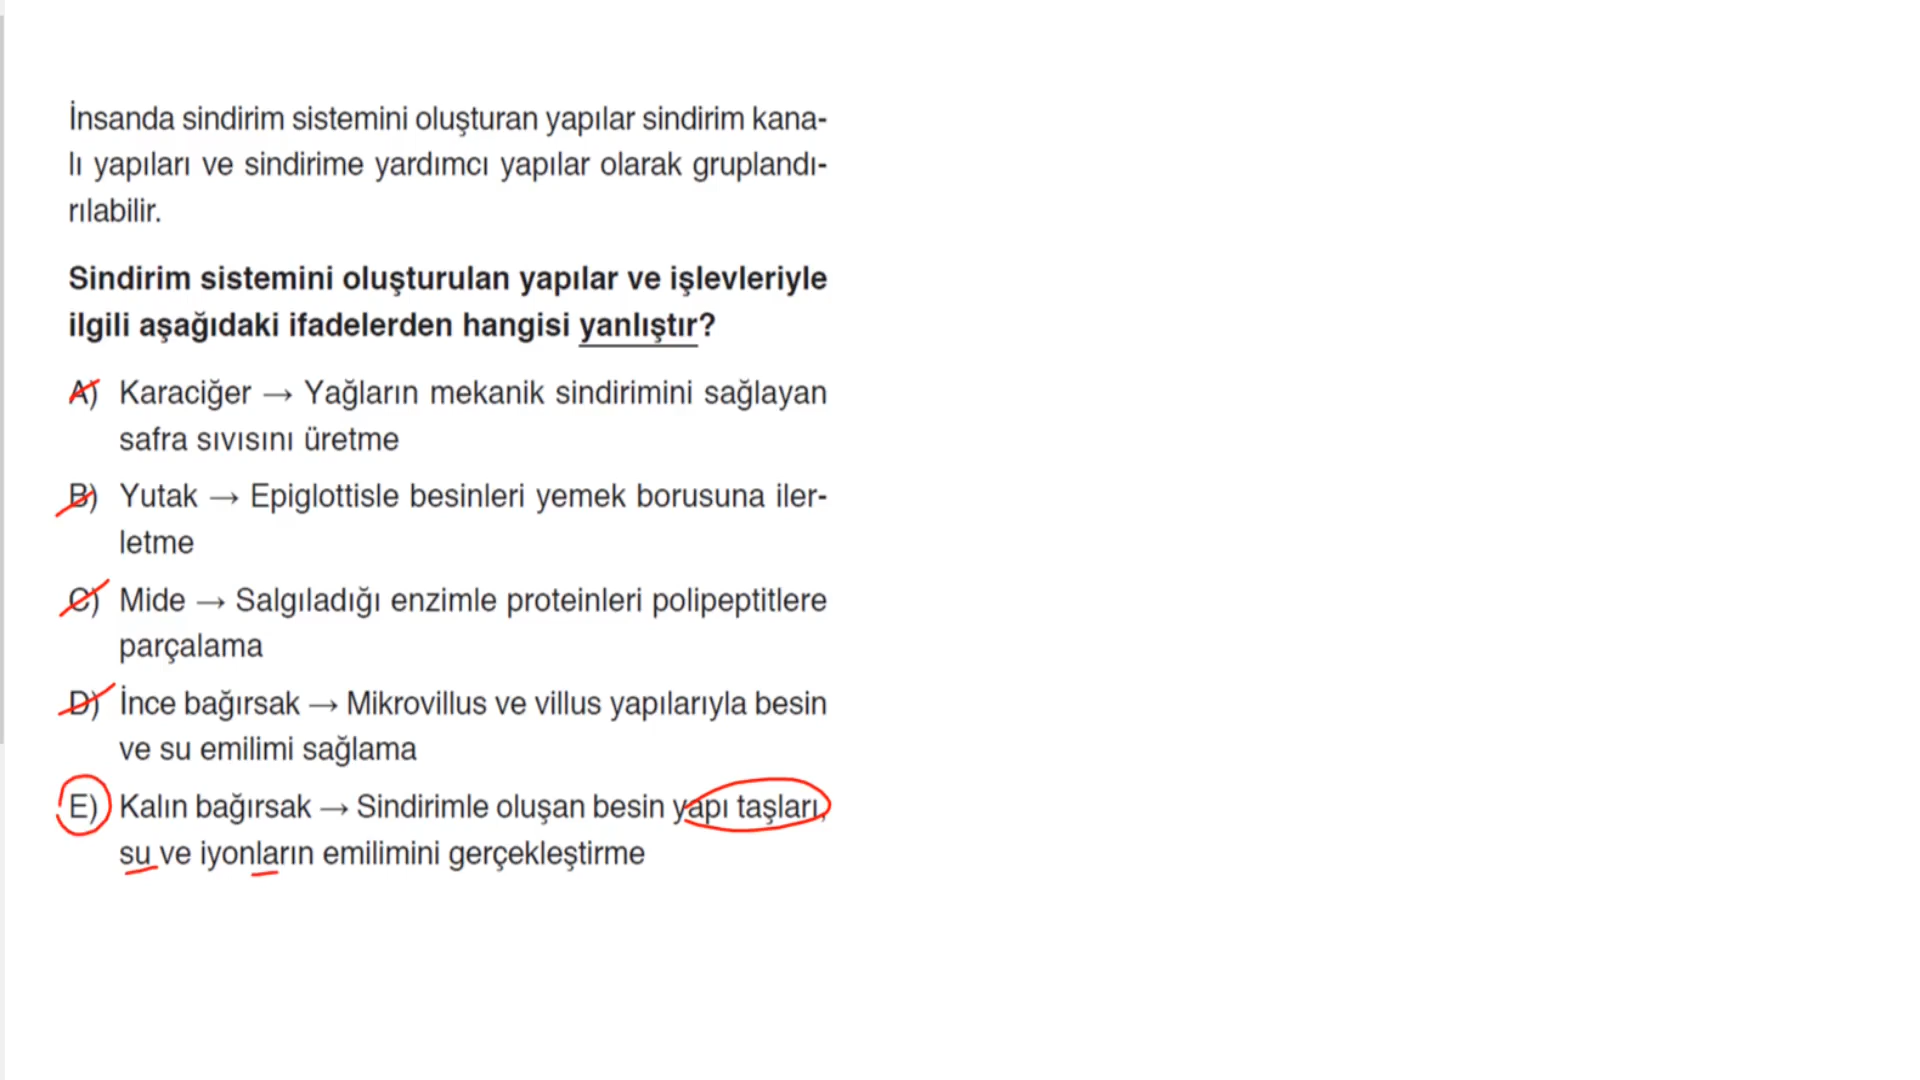 İnsanda sindirim sistemini oluşturan yapılar sindirim kana-
lı yapıları ve sindirime yardımcı yapılar olarak gruplandı-
rılabilir.
Sindirim sistemini oluşturulan yapılar ve işlevleriyle
ilgili aşağıdaki ifadelerden hangisi yanlıştır?
A) Karaciğer → Yağların mekanik sindirimini sağlayan
safra sıvısını üretme
B) Yutak → Epiglottisle besinleri yemek borusuna iler-
letme
C) Mide → Salgıladığı enzimle proteinleri polipeptitlere
parçalama
D) İnce bağırsak → Mikrovillus ve villus yapılarıyla besin
ve su emilimi sağlama
E) Kalın bağırsak → Sindirimle oluşan besin yapı taşları,
su ve iyonların emilimini gerçekleştirme